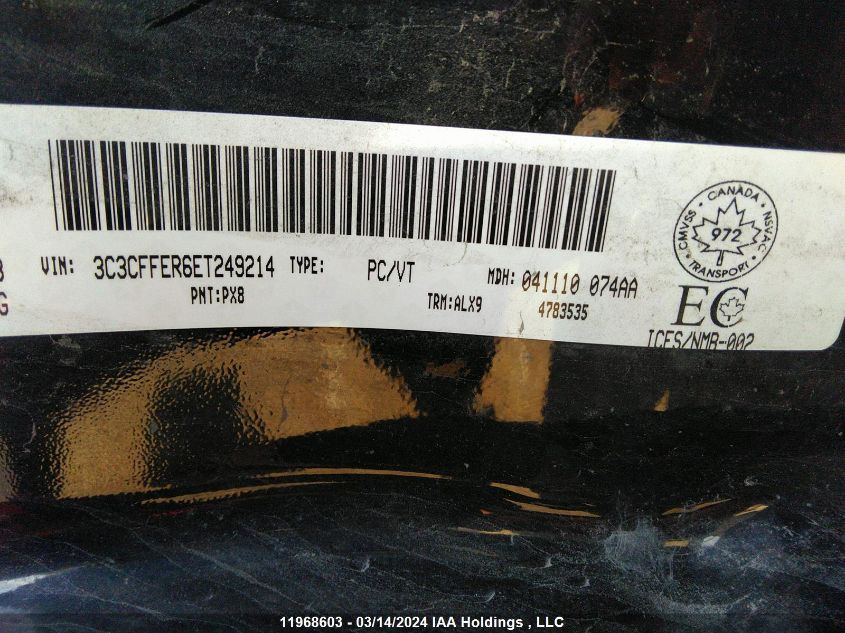 CANADA
CMVSS • NSVAC
972
TRANSPORT
VIN: 3C3CFFER6ET249214 TYPE: PC/VT MDH: 041110 074AA
PNT:PX8 TRM:ALX9 4783535
EC
ICES/NMB-002
G
11968603 - 03/14/2024 IAA Holdings , LLC